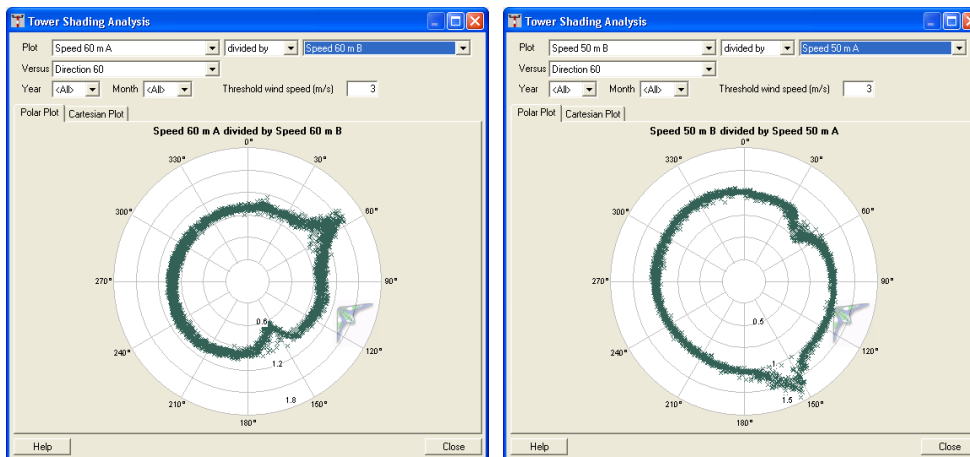 Tower Shading Analysis
Plot Speed 60 m A divided by Speed 60 m B
Versus Direction 60
Year <All> Month <All> Threshold wind speed (m/s) 3
Polar Plot Cartesian Plot
Speed 60 m A divided by Speed 60 m B
0°
330° 30°
300° 60°
270° 90°
0.6
240° 120°
1.2
1.8
210° 150°
180°
Help Close
Tower Shading Analysis
Plot Speed 50 m B divided by Speed 50 m A
Versus Direction 60
Year <All> Month <All> Threshold wind speed (m/s) 3
Polar Plot Cartesian Plot
Speed 50 m B divided by Speed 50 m A
0°
330° 30°
300° 60°
270° 90°
0.5
240° 120°
1
1.5
210° 150°
180°
Help Close